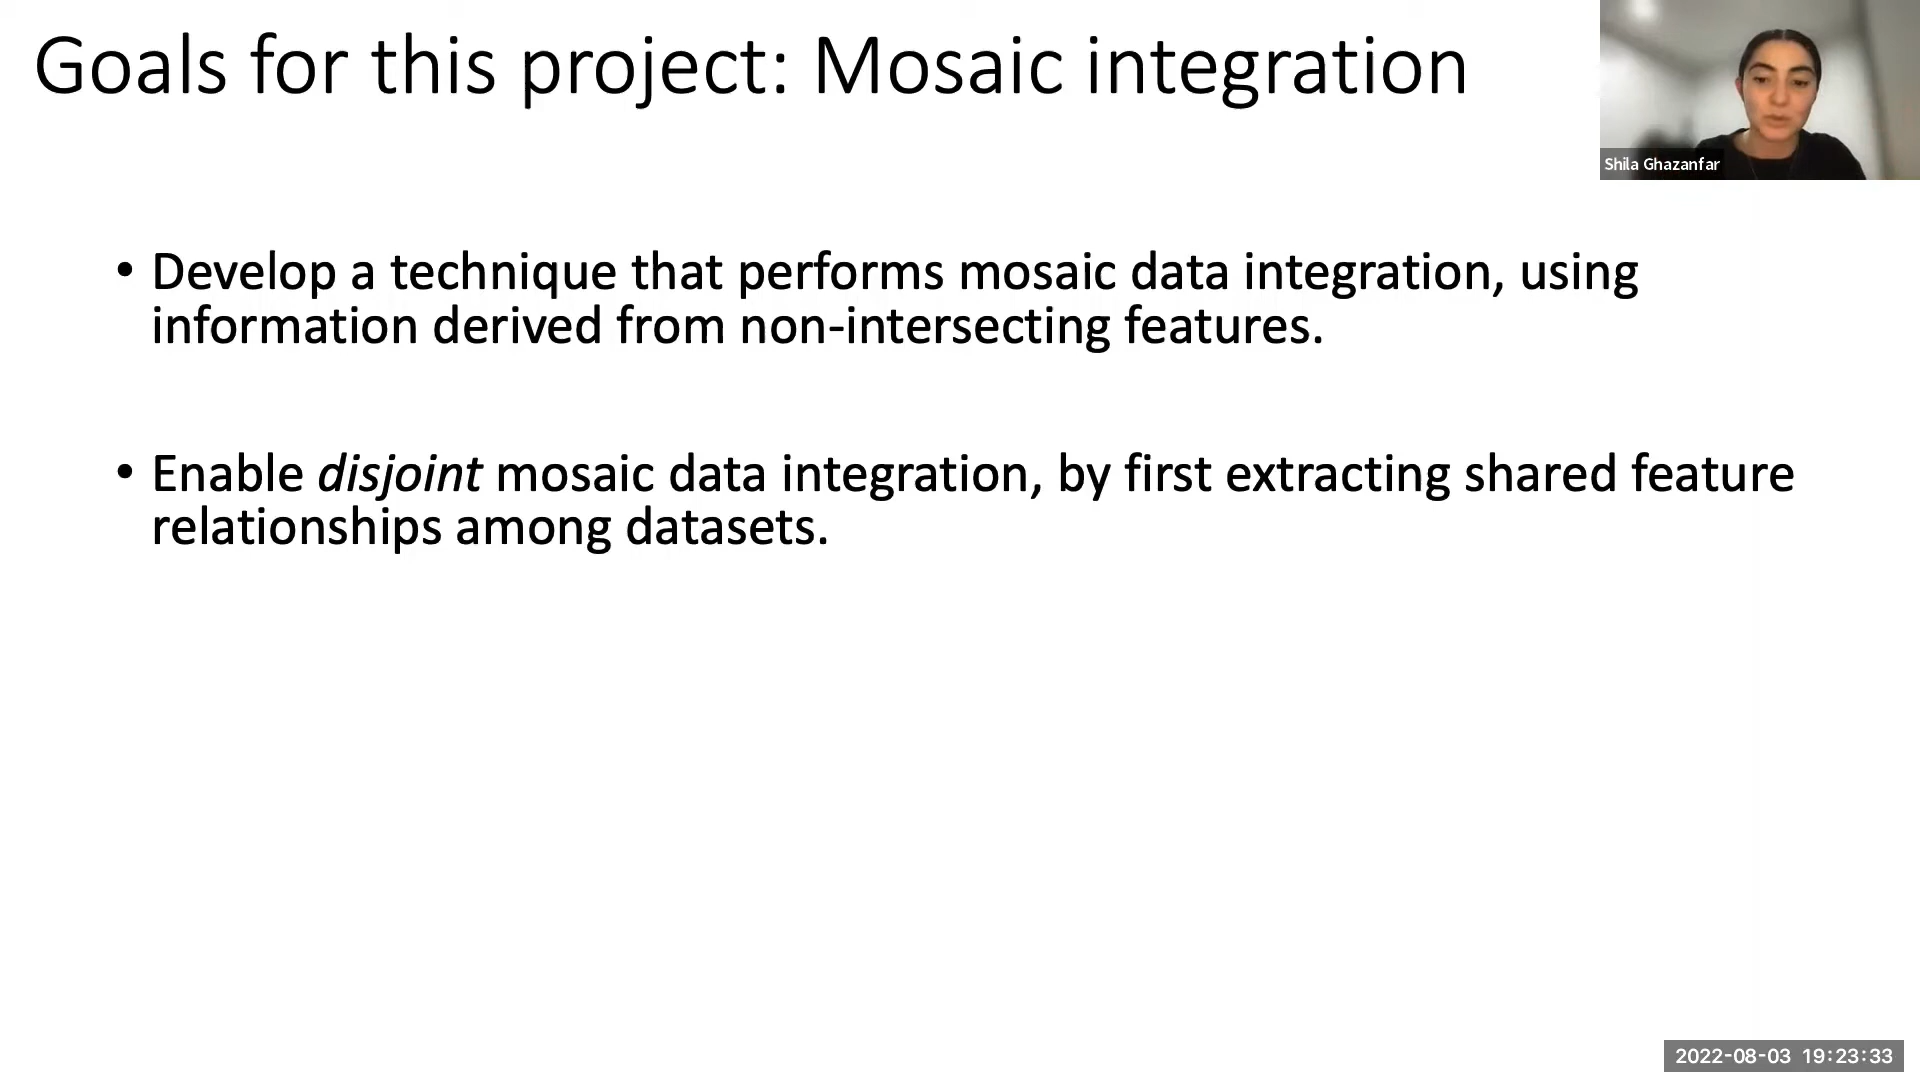 Goals for this project: Mosaic integration
Shila Ghazanfar
• Develop a technique that performs mosaic data integration, using
information derived from non-intersecting features.
• Enable disjoint mosaic data integration, by first extracting shared feature
relationships among datasets.
2022-08-03 19:23:33